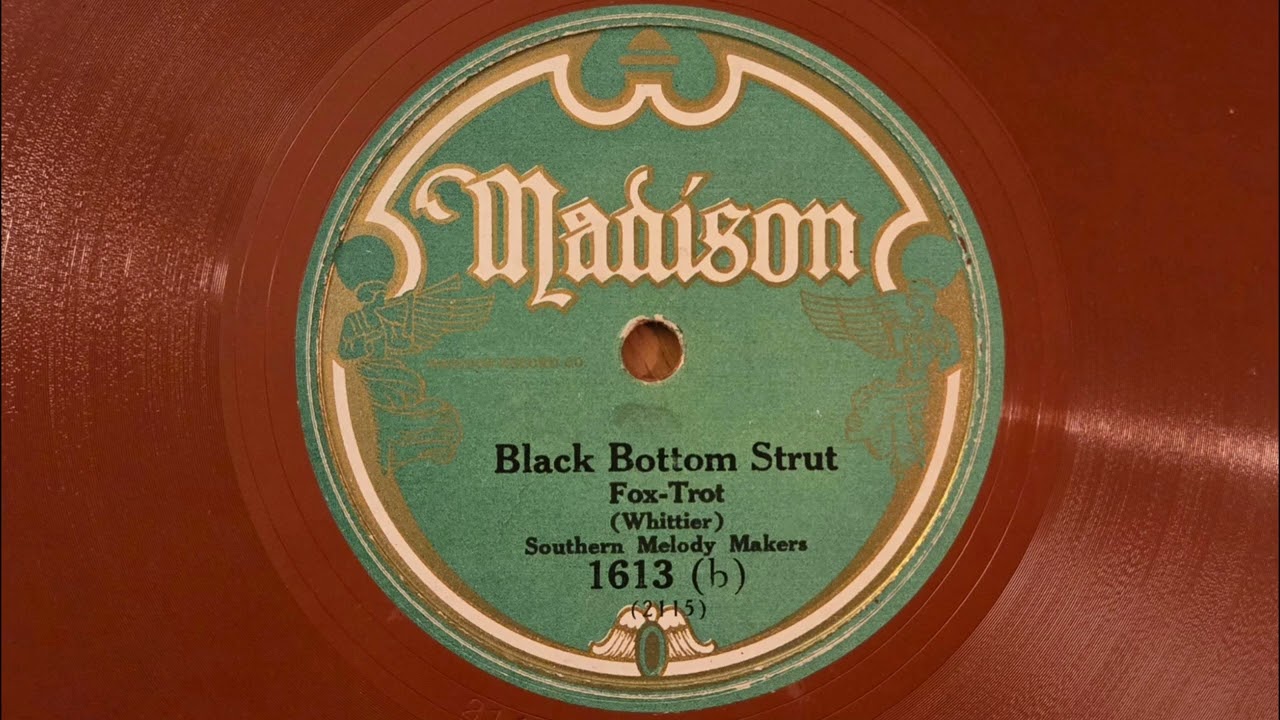 Madison
Black Bottom Strut
Fox-Trot
(Whittier)
Southern Melody Makers
1613 (b)
(2115)